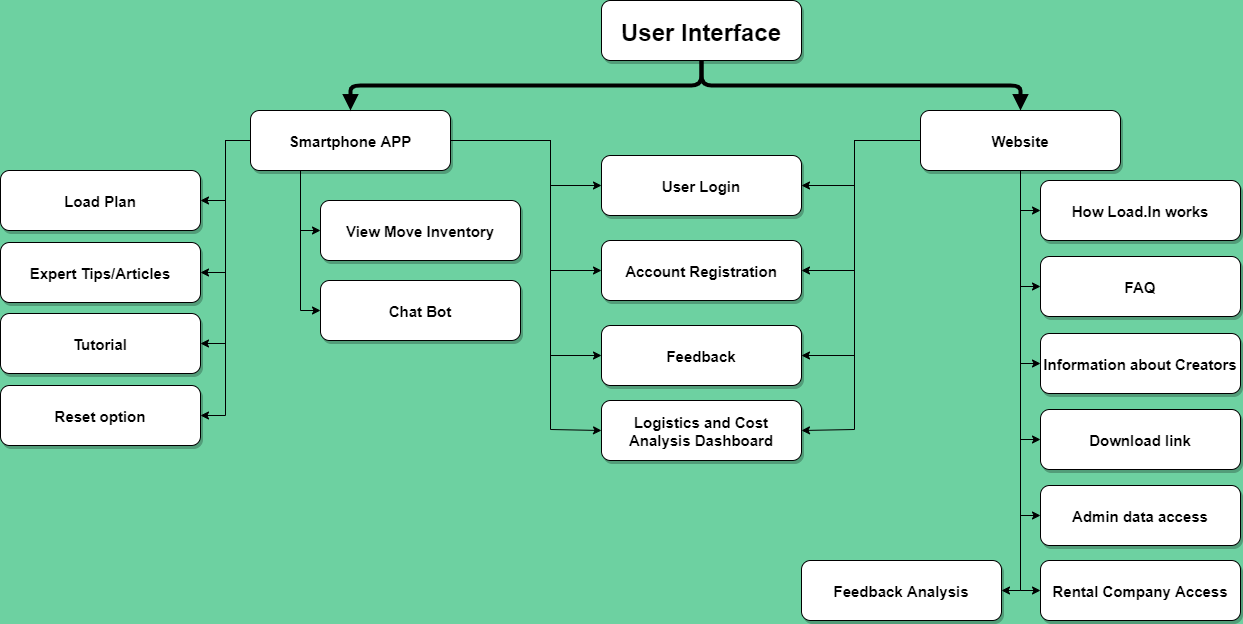 User Interface
Smartphone APP
Website
Load Plan
Expert Tips/Articles
Tutorial
Reset option
View Move Inventory
Chat Bot
User Login
Account Registration
Feedback
Logistics and Cost
Analysis Dashboard
How Load.In works
FAQ
Information about Creators
Download link
Admin data access
Feedback Analysis
Rental Company Access